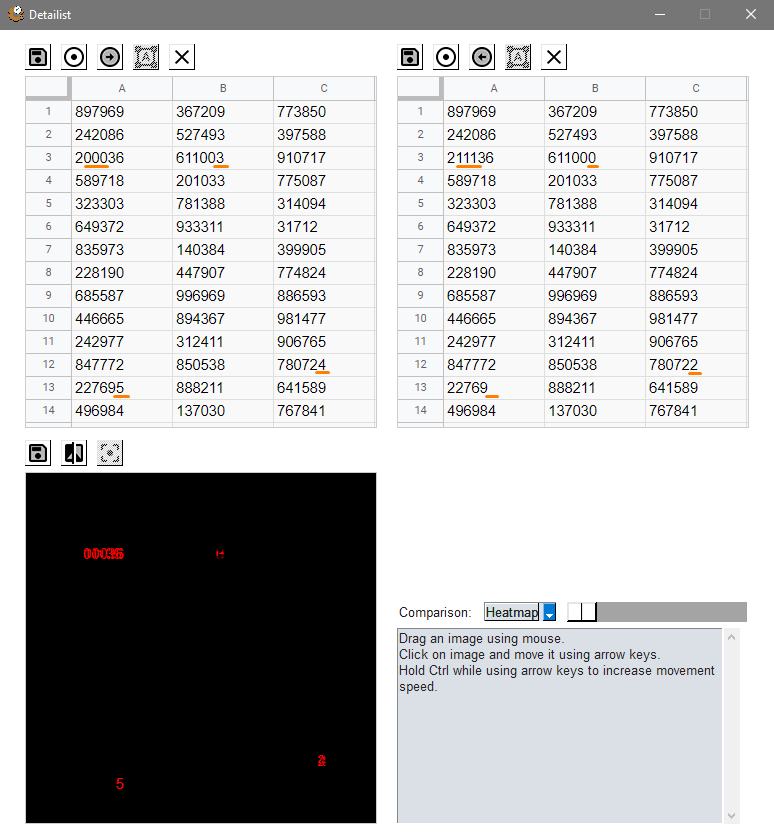 Detailist
A B C
1 897969 367209 773850
2 242086 527493 397588
3 200036 611003 910717
4 589718 201033 775087
5 323303 781388 314094
6 649372 933311 31712
7 835973 140384 399905
8 228190 447907 774824
9 685587 996969 886593
10 446665 894367 981477
11 242977 312411 906765
12 847772 850538 780724
13 227695 888211 641589
14 496984 137030 767841
A B C
1 897969 367209 773850
2 242086 527493 397588
3 211136 611000 910717
4 589718 201033 775087
5 323303 781388 314094
6 649372 933311 31712
7 835973 140384 399905
8 228190 447907 774824
9 685587 996969 886593
10 446665 894367 981477
11 242977 312411 906765
12 847772 850538 780722
13 22769 888211 641589
14 496984 137030 767841
5
Comparison: Heatmap
Drag an image using mouse.
Click on image and move it using arrow keys.
Hold Ctrl while using arrow keys to increase movement
speed.